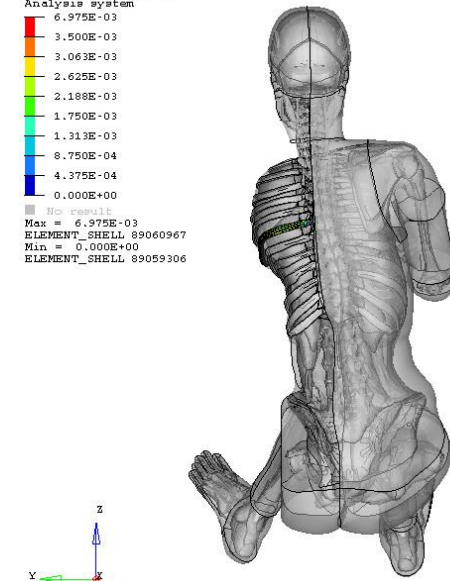 Analysis system
6.975E-03
3.500E-03
3.063E-03
2.625E-03
2.188E-03
1.750E-03
1.313E-03
8.750E-04
4.375E-04
0.000E+00
No result
Max = 6.975E-03
ELEMENT_SHELL 89060967
Min = 0.000E+00
ELEMENT_SHELL 89059306
Z
Y
X